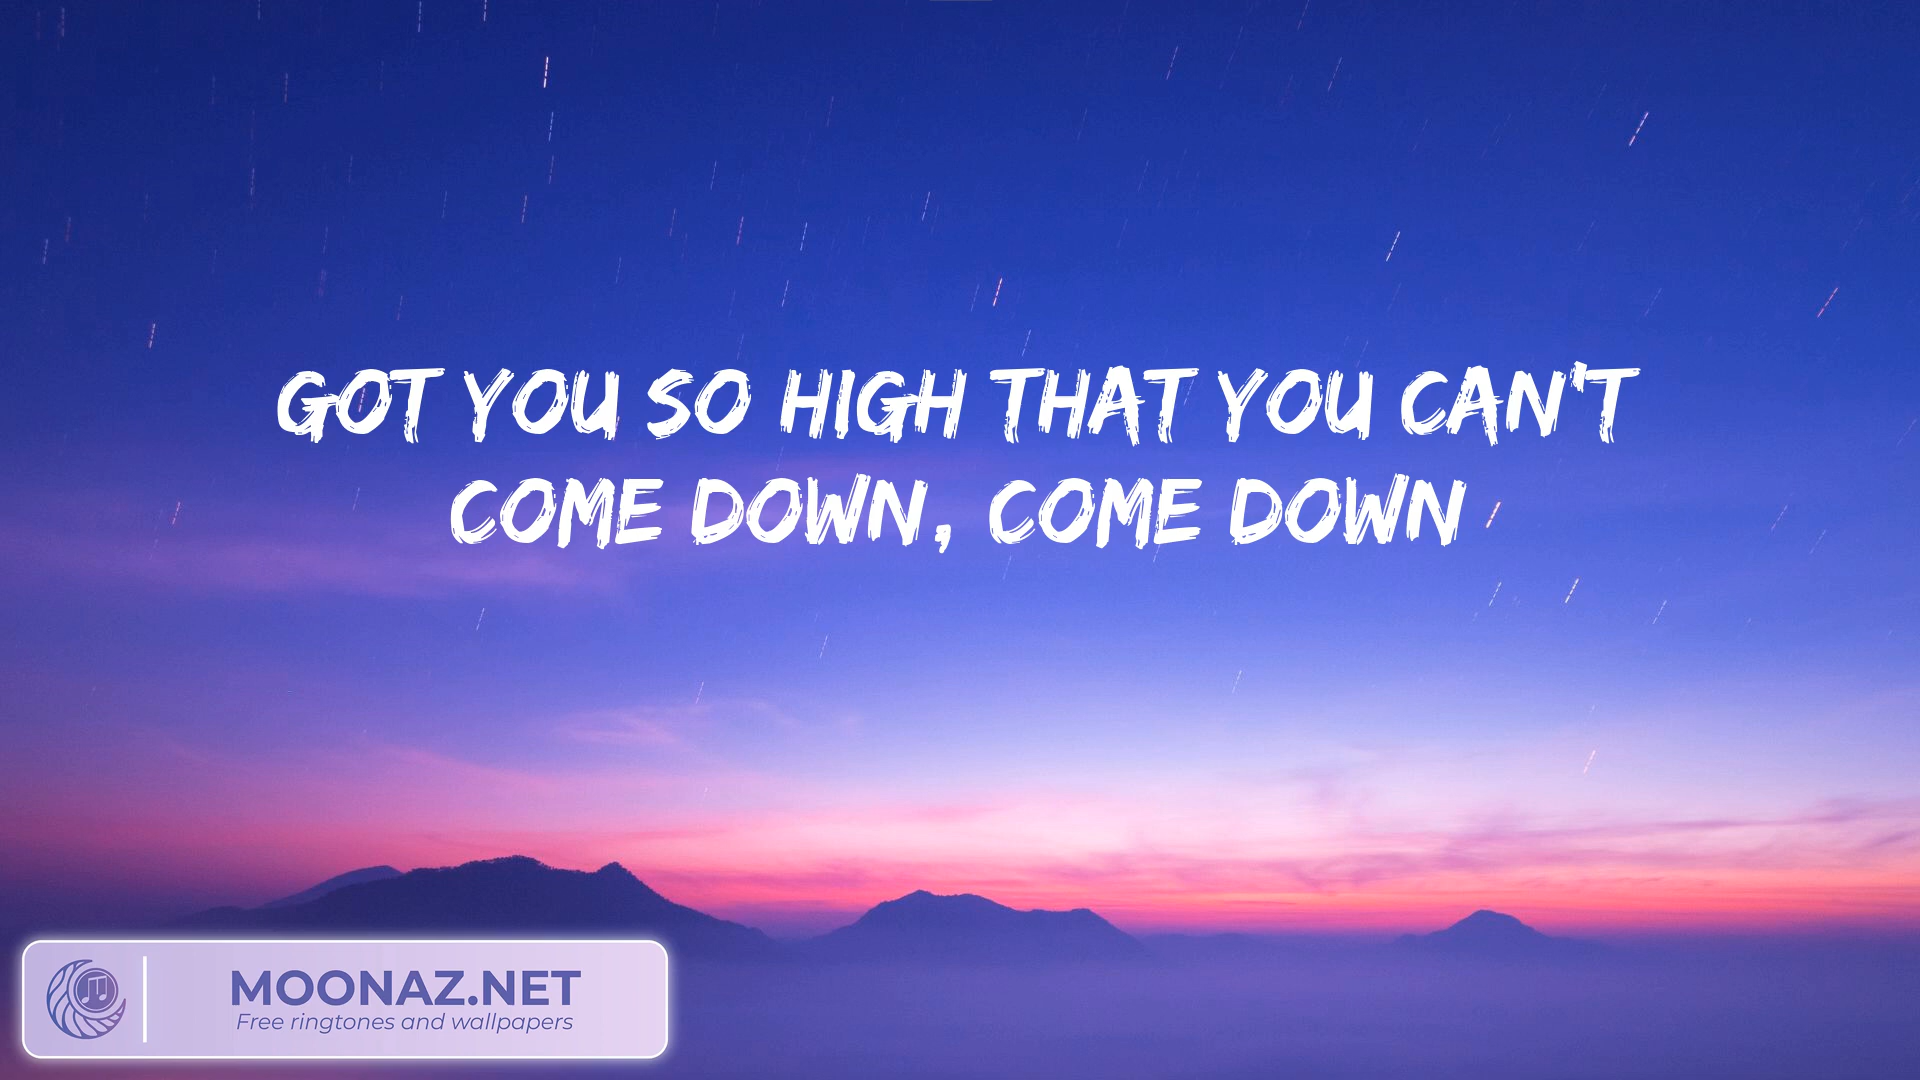 GOT YOU SO HIGH THAT YOU CAN'T
COME DOWN, COME DOWN
MOONAZ.NET
Free ringtones and wallpapers